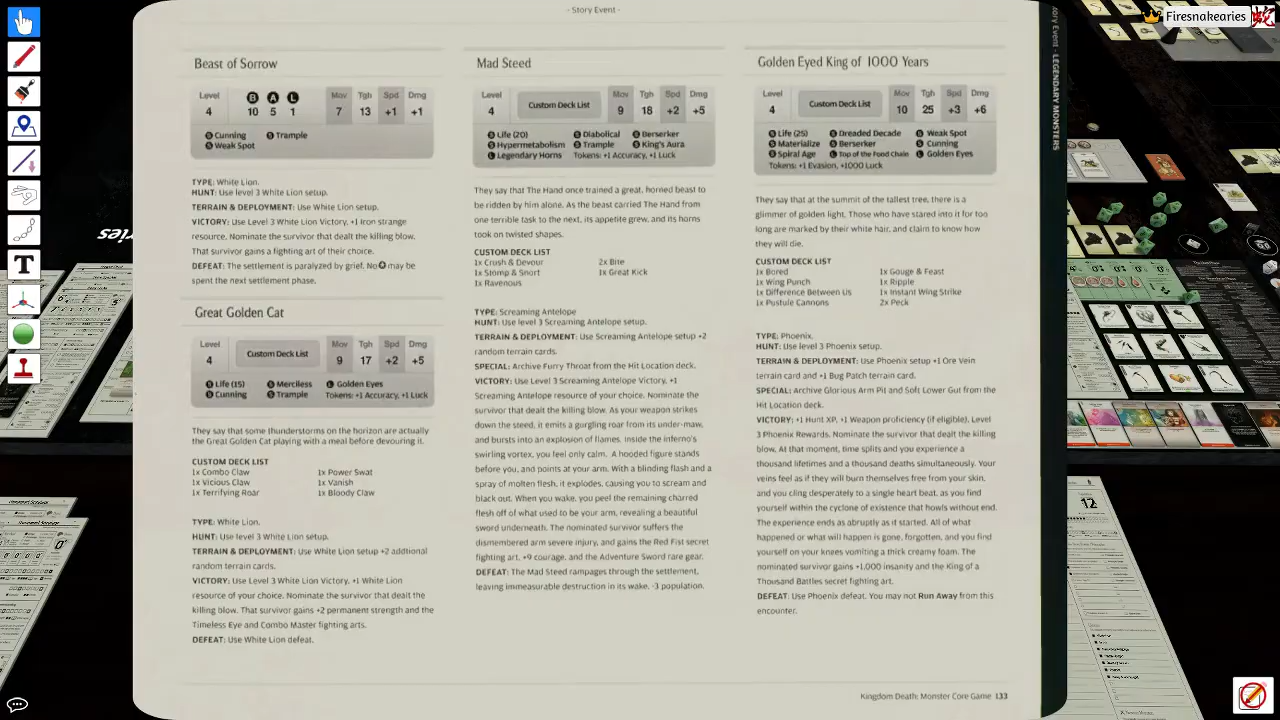 - Story Event -
Firesnakearies
Beast of Sorrow
Level B A L Mov Tgh Spd Dmg
4 10 5 1 7 13 +1 +1
Cunning Trample
Weak Spot
TYPE: White Lion.
HUNT: Use level 3 White Lion setup.
TERRAIN & DEPLOYMENT: Use White Lion setup.
VICTORY: Use Level 3 White Lion Victory, +1 Iron strange
resource. Nominate the survivor that dealt the killing blow.
That survivor gains a fighting art of their choice.
DEFEAT: The settlement is paralyzed by grief. No may be
spent the next settlement phase.
Great Golden Cat
Level Custom Deck List Mov Tgh Spd Dmg
4 9 17 +2 +5
Life (15) Merciless Golden Eyes
Cunning Trample Tokens: +1 Accuracy, +1 Luck
They say that some thunderstorms on the horizon are actually
the Great Golden Cat playing with a meal before devouring it.
CUSTOM DECK LIST
1x Combo Claw 1x Power Swat
1x Vicious Claw 1x Vanish
1x Terrifying Roar 1x Bloody Claw
TYPE: White Lion.
HUNT: Use level 3 White Lion setup.
TERRAIN & DEPLOYMENT: Use White Lion setup +2 additional
random terrain cards.
VICTORY: Use Level 3 White Lion Victory, +1 White Lion
resource of your choice. Nominate the survivor that dealt the
killing blow. That survivor gains +2 permanent strength and the
Timeless Eye and Combo Master fighting arts.
DEFEAT: Use White Lion defeat.
Mad Steed
Level Custom Deck List Mov Tgh Spd Dmg
4 9 18 +2 +5
Life (20) Diabolical Berserker
Hypermetabolism Trample King's Aura
Legendary Horns Tokens: +1 Accuracy, +1 Luck
They say that The Hand once trained a great, horned beast to
be ridden by him alone. As the beast carried The Hand from
one terrible task to the next, its appetite grew, and its horns
took on twisted shapes.
CUSTOM DECK LIST
1x Crush & Devour 2x Bite
1x Stomp & Snort 1x Great Kick
1x Ravenous
TYPE: Screaming Antelope
HUNT: Use level 3 Screaming Antelope setup.
TERRAIN & DEPLOYMENT: Use Screaming Antelope setup +2
random terrain cards.
SPECIAL: Archive Furry Throat from the Hit Location deck.
VICTORY: Use Level 3 Screaming Antelope Victory, +1
Screaming Antelope resource of your choice. Nominate the
survivor that dealt the killing blow. As your weapon strikes
down the steed, it emits a gurgling roar from its under-maw,
and bursts into an explosion of flames. Inside the inferno's
swirling vortex, you feel only calm. A hooded figure stands
before you, and points at your arm. With a blinding flash and a
spray of molten flesh, it explodes, causing you to scream and
black out. When you wake, you peel the remaining charred
flesh off of what used to be your arm, revealing a beautiful
sword underneath. The nominated survivor suffers the
dismembered arm severe injury, and gains the Red Fist secret
fighting art, +9 courage, and the Adventure Sword rare gear.
DEFEAT: The Mad Steed rampages through the settlement,
leaving immeasurable destruction in its wake. -3 population.
Golden Eyed King of 1000 Years
Level Custom Deck List Mov Tgh Spd Dmg
4 10 25 +3 +6
Life (25) Dreaded Decade Weak Spot
Materialize Berserker Cunning
Spiral Age Top of the Food Chain Golden Eyes
Tokens: +1 Evasion, +1000 Luck
They say that at the summit of the tallest tree, there is a
glimmer of golden light. Those who have stared into it for too
long are marked by their white hair, and claim to know how
they will die.
CUSTOM DECK LIST
1x Bored 1x Gouge & Feast
1x Wing Punch 1x Ripple
1x Difference Between Us 1x Instant Wing Strike
1x Pustule Cannons 2x Peck
TYPE: Phoenix.
HUNT: Use level 3 Phoenix setup.
TERRAIN & DEPLOYMENT: Use Phoenix setup +1 Ore Vein
terrain card and +1 Bug Patch terrain card.
SPECIAL: Archive Glorious Arm Pit and Soft Lower Gut from the
Hit Location deck.
VICTORY: +1 Hunt XP, +1 Weapon proficiency (if eligible), Level
3 Phoenix Rewards. Nominate the survivor that dealt the killing
blow. At that moment, time splits and you experience a
thousand lifetimes and a thousand deaths simultaneously. Your
veins feel as if they will burn themselves free from your skin,
and you cling desperately to a single heart beat, as you find
yourself within the cyclone of existence that howls without end.
The experience ends as abruptly as it started. All of what
happened or what will happen is gone, forgotten, and you find
yourself on your knees vomiting a thick creamy foam. The
nominated survivor gains +1,000 insanity and the King of a
Thousand Battles secret fighting art.
DEFEAT: Use Phoenix defeat. You may not Run Away from this
encounter.
Kingdom Death: Monster Core Game 133
Story Event - LEGENDARY MONSTERS
T
12